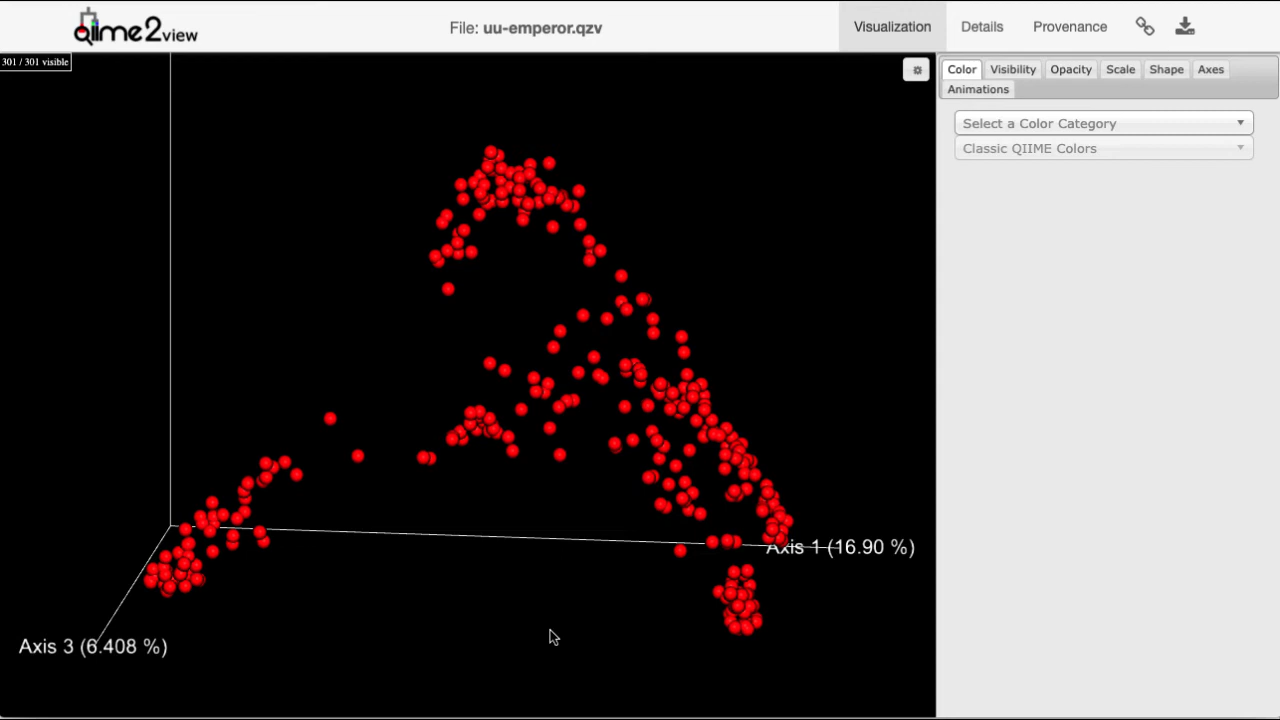 qiime2view
File: uu-emperor.qzv
Visualization
Details
Provenance
301 / 301 visible
Color
Visibility
Opacity
Scale
Shape
Axes
Animations
Select a Color Category
Classic QIIME Colors
Axis 1 (16.90 %)
Axis 3 (6.408 %)